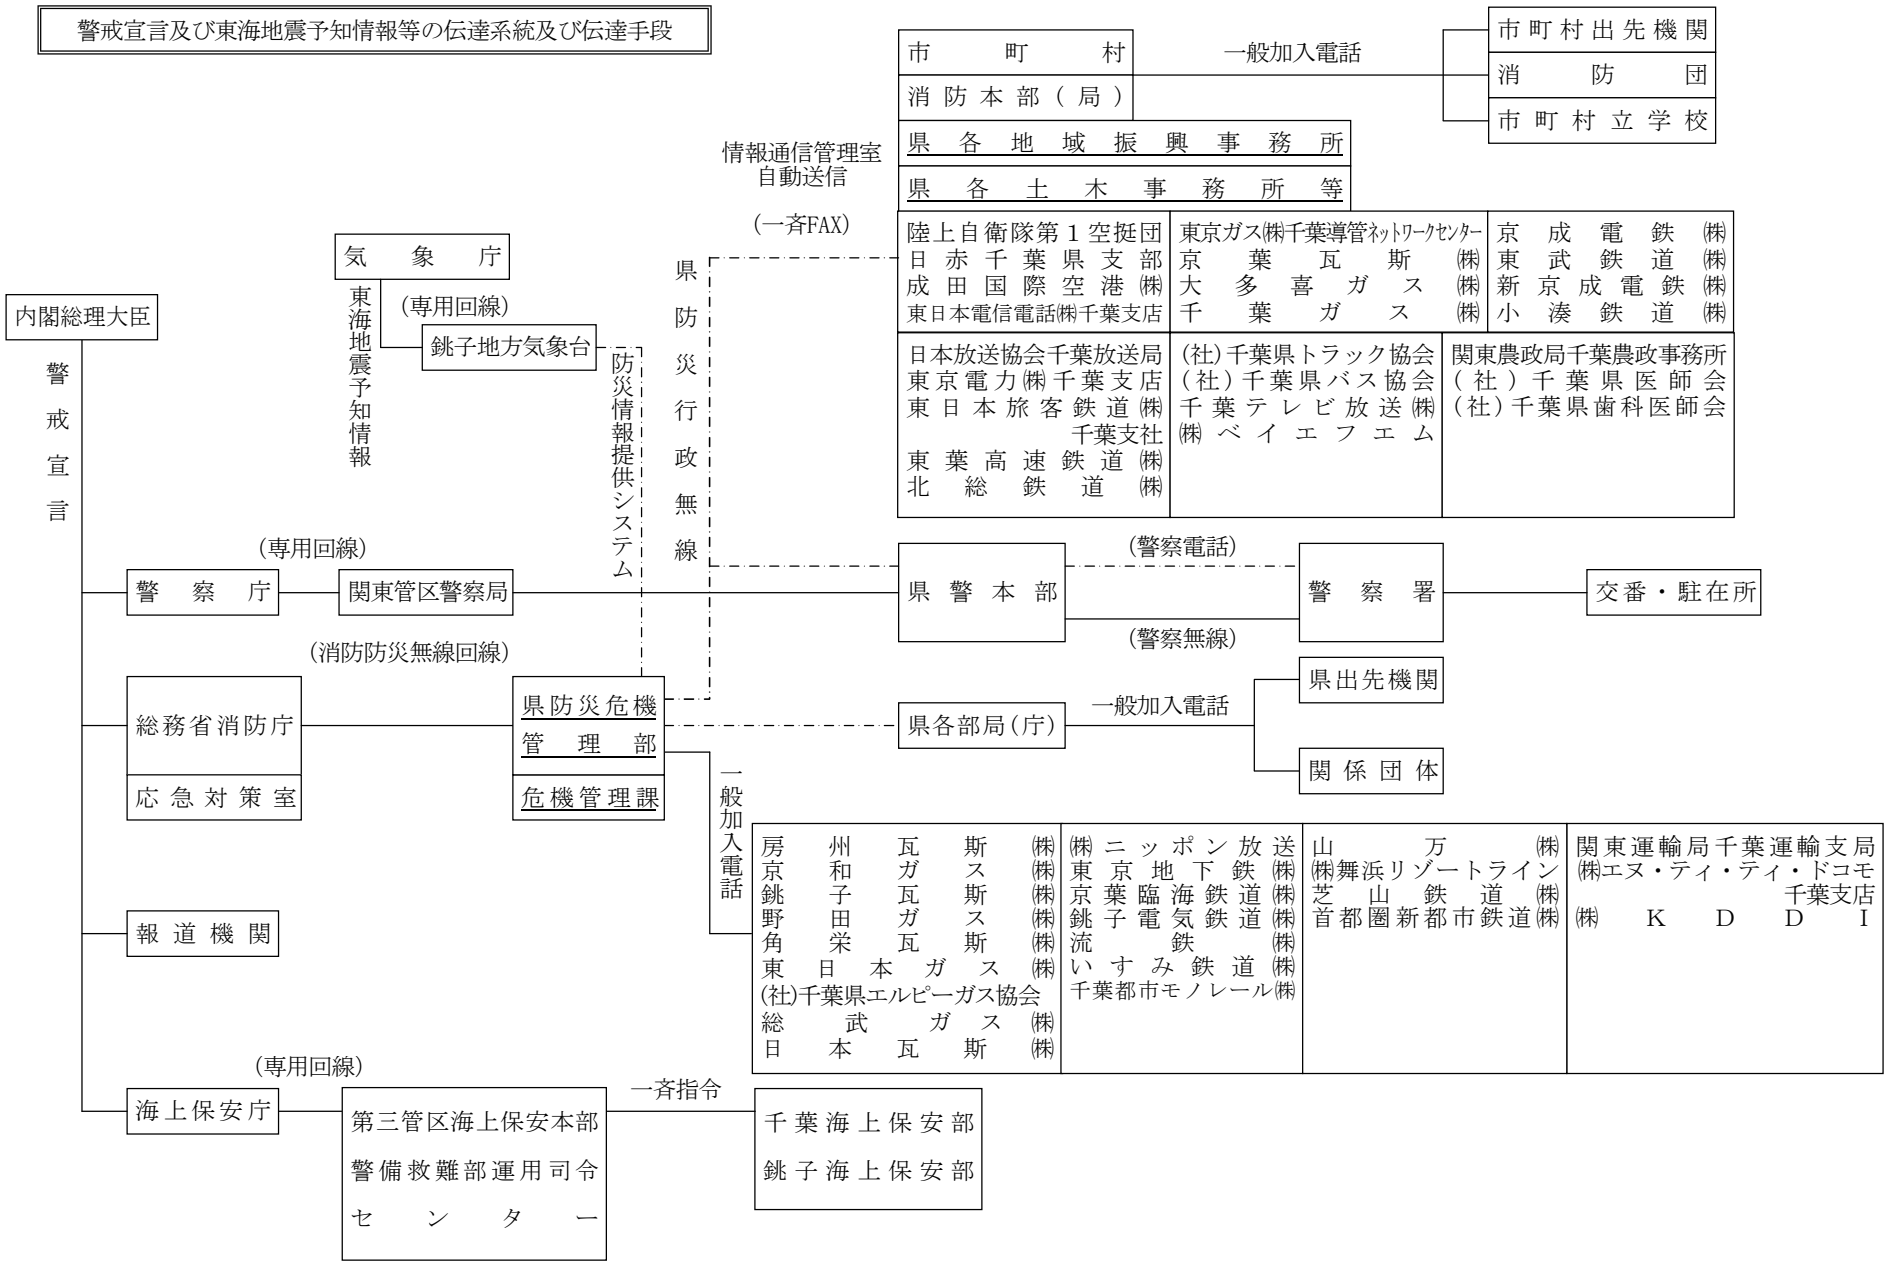 警戒宣言及び東海地震予知情報等の伝達系統及び伝達手段
内閣総理大臣
警戒宣言
気象庁
東海地震予知情報
(専用回線)
銚子地方気象台
防災情報提供システム
県防災行政無線
情報通信管理室
自動送信
(一斉FAX)
市町村
消防本部(局)
県各地域振興事務所
県各土木事務所等
一般加入電話
市町村出先機関
消防団
市町村立学校
陸上自衛隊第1空挺団
日赤千葉県支部
成田国際空港㈱
東日本電信電話㈱千葉支店
東京ガス㈱千葉導管ネットワークセンター
京葉瓦斯㈱
大多喜ガス㈱
千葉ガス㈱
京成電鉄㈱
東武鉄道㈱
新京成電鉄㈱
小湊鉄道㈱
日本放送協会千葉放送局
東京電力㈱千葉支店
東日本旅客鉄道㈱
千葉支社
東葉高速鉄道㈱
北総鉄道㈱
(社)千葉県トラック協会
(社)千葉県バス協会
千葉テレビ放送㈱
㈱ベイエフエム
関東農政局千葉農政事務所
(社)千葉県医師会
(社)千葉県歯科医師会
(専用回線)
警察庁
関東管区警察局
県警本部
(警察電話)
(警察無線)
警察署
交番・駐在所
(消防防災無線回線)
総務省消防庁
応急対策室
県防災危機
管理部
危機管理課
県各部局(庁)
一般加入電話
県出先機関
関係団体
一般加入電話
房州瓦斯㈱
京和ガス㈱
銚子瓦斯㈱
野田ガス㈱
角栄瓦斯㈱
東日本ガス㈱
(社)千葉県エルピーガス協会
総武ガス㈱
日本瓦斯㈱
㈱ニッポン放送
東京地下鉄㈱
京葉臨海鉄道㈱
銚子電気鉄道㈱
流鉄㈱
いすみ鉄道㈱
千葉都市モノレール㈱
山万㈱
㈱舞浜リゾートライン
芝山鉄道㈱
首都圏新都市鉄道㈱
関東運輸局千葉運輸支局
㈱エヌ・ティ・ティ・ドコモ
千葉支店
㈱KDDI
報道機関
(専用回線)
海上保安庁
第三管区海上保安本部
警備救難部運用司令
センター
一斉指令
千葉海上保安部
銚子海上保安部